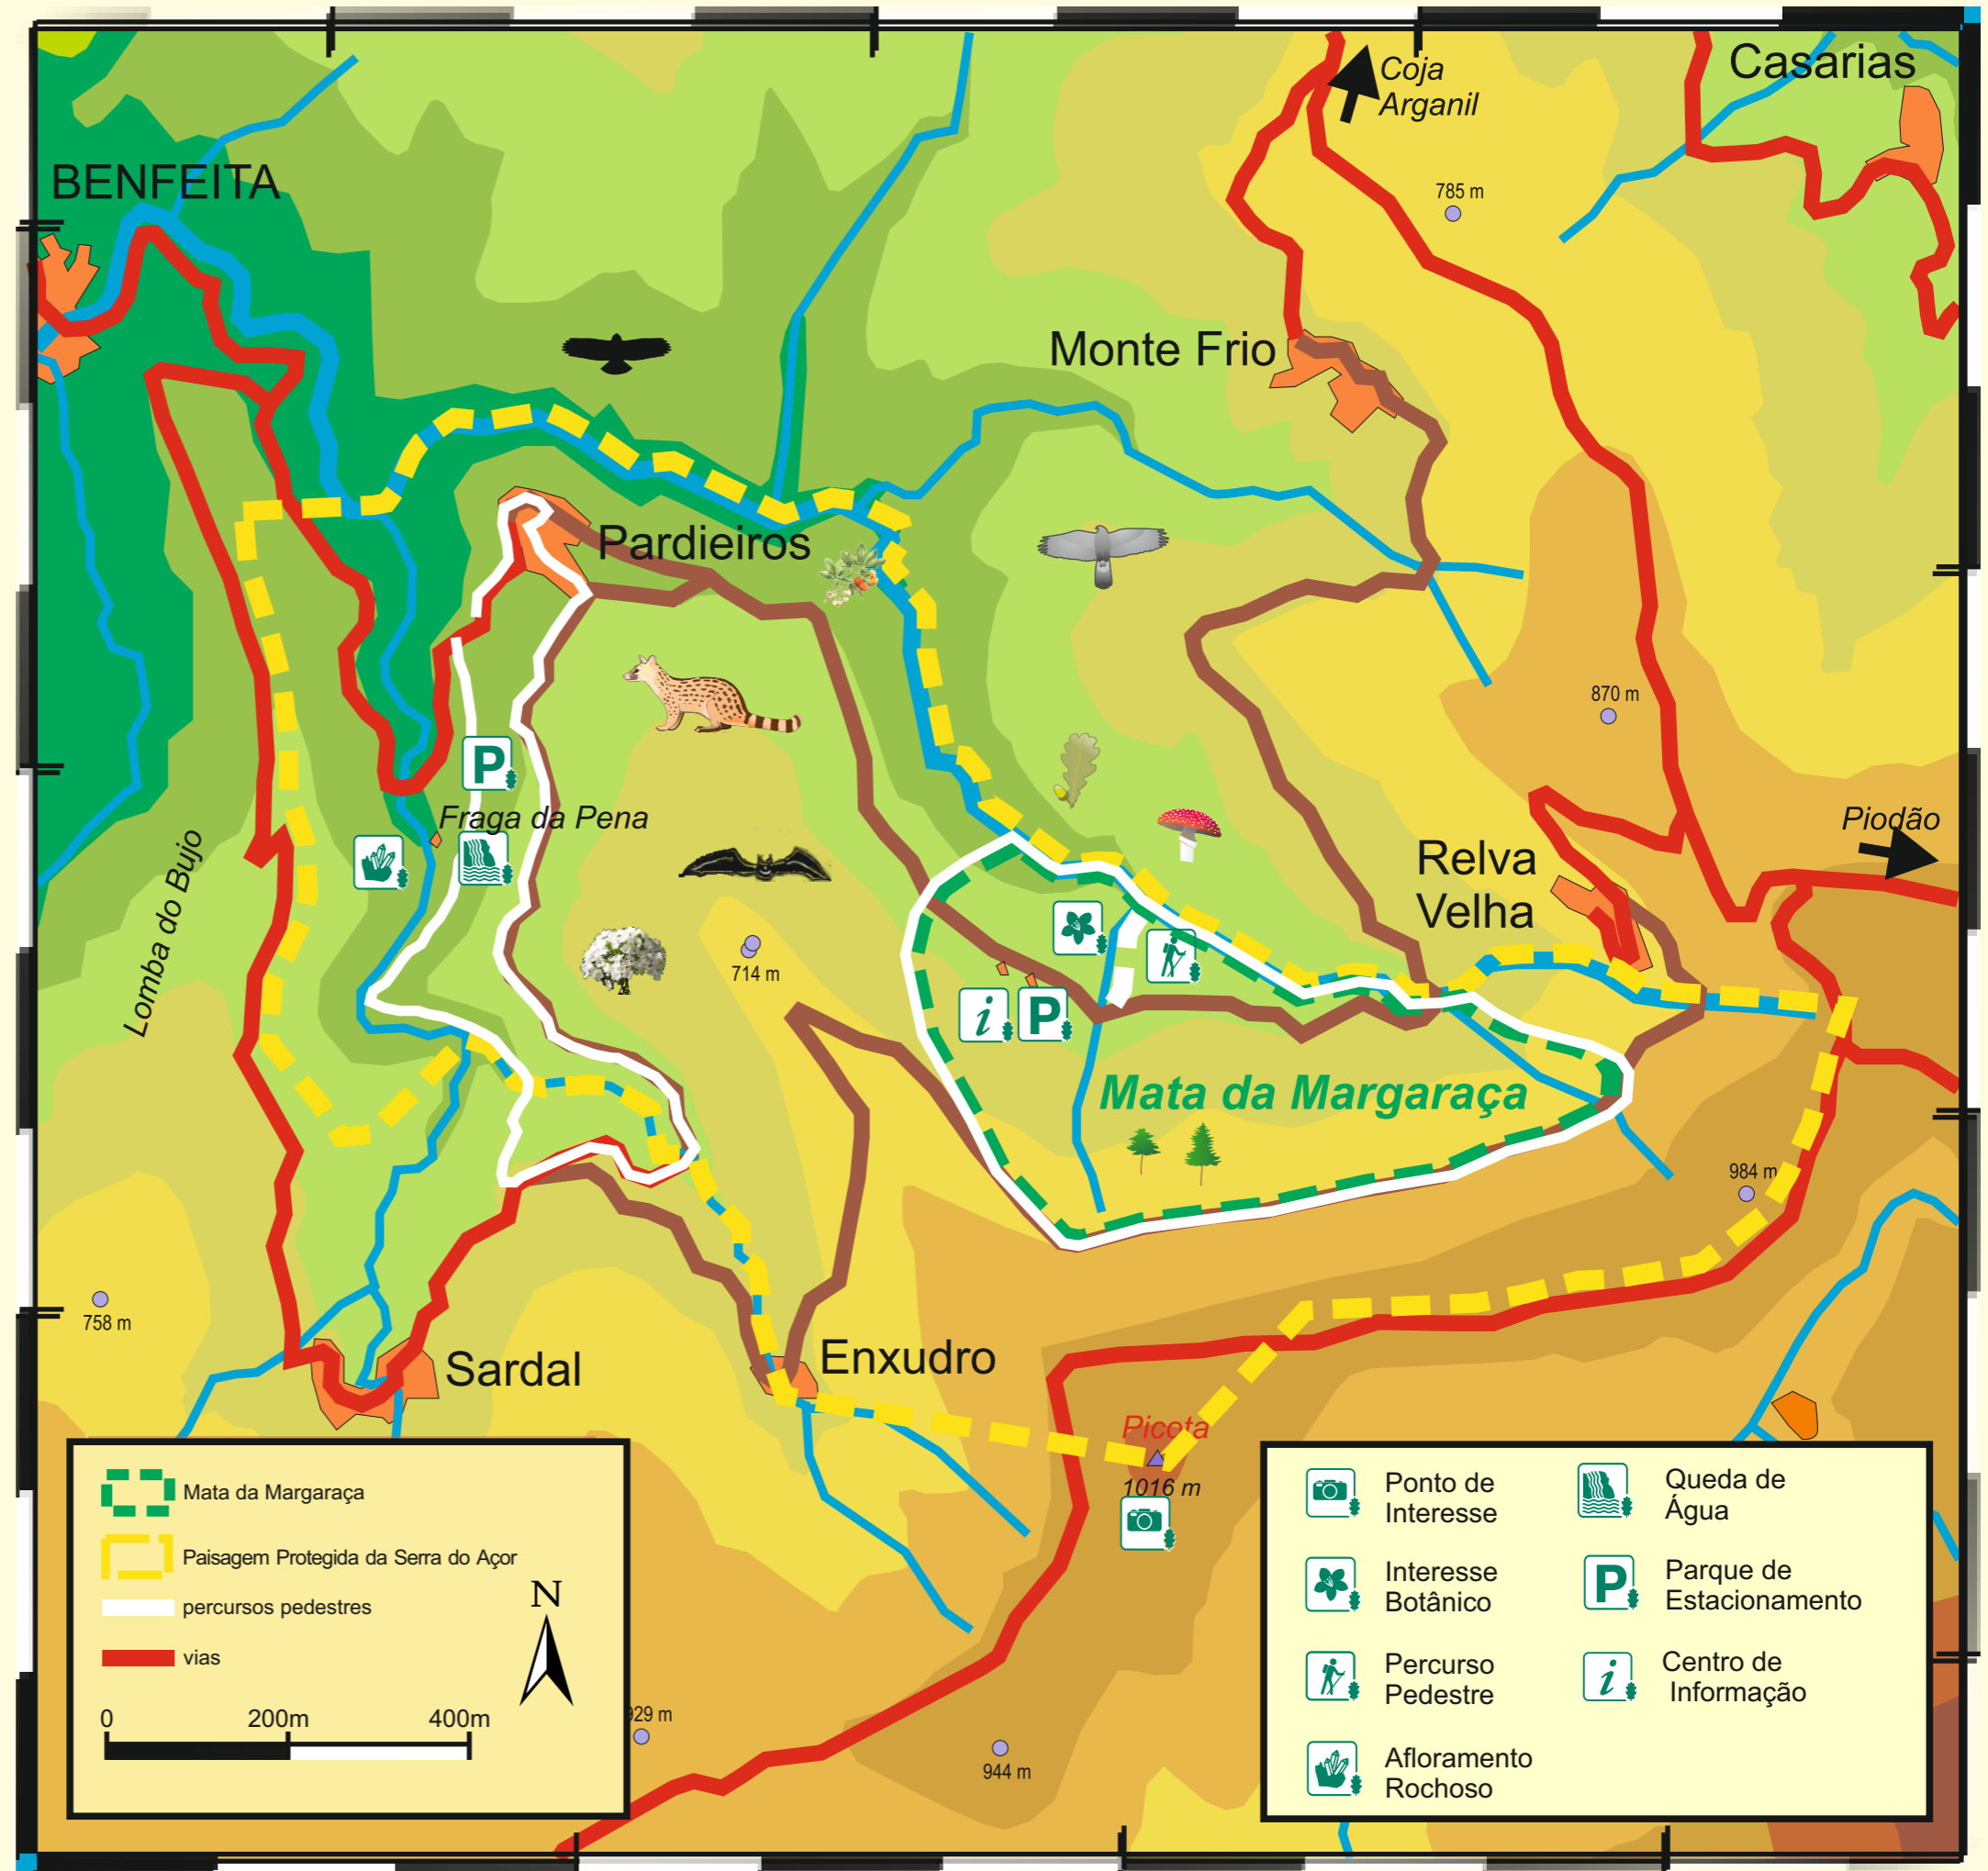 Casarias
Coja
Arganil
BENFEITA
785 m
Monte Frio
Pardieiros
870 m
P
Fraga da Pena
Piodão
Relva
Velha
Lomba do Bujo
714 m
i
P
Mata da Margaraça
984 m
758 m
Enxudro
Sardal
Picota
1016 m
Mata da Margaraça
Paisagem Protegida da Serra do Açor
percursos pedestres
vias
N
0 200m 400m
929 m
944 m
Ponto de
Interesse
Queda de
Água
Interesse
Botânico
P
Parque de
Estacionamento
Percurso
Pedestre
i
Centro de
Informação
Afloramento
Rochoso